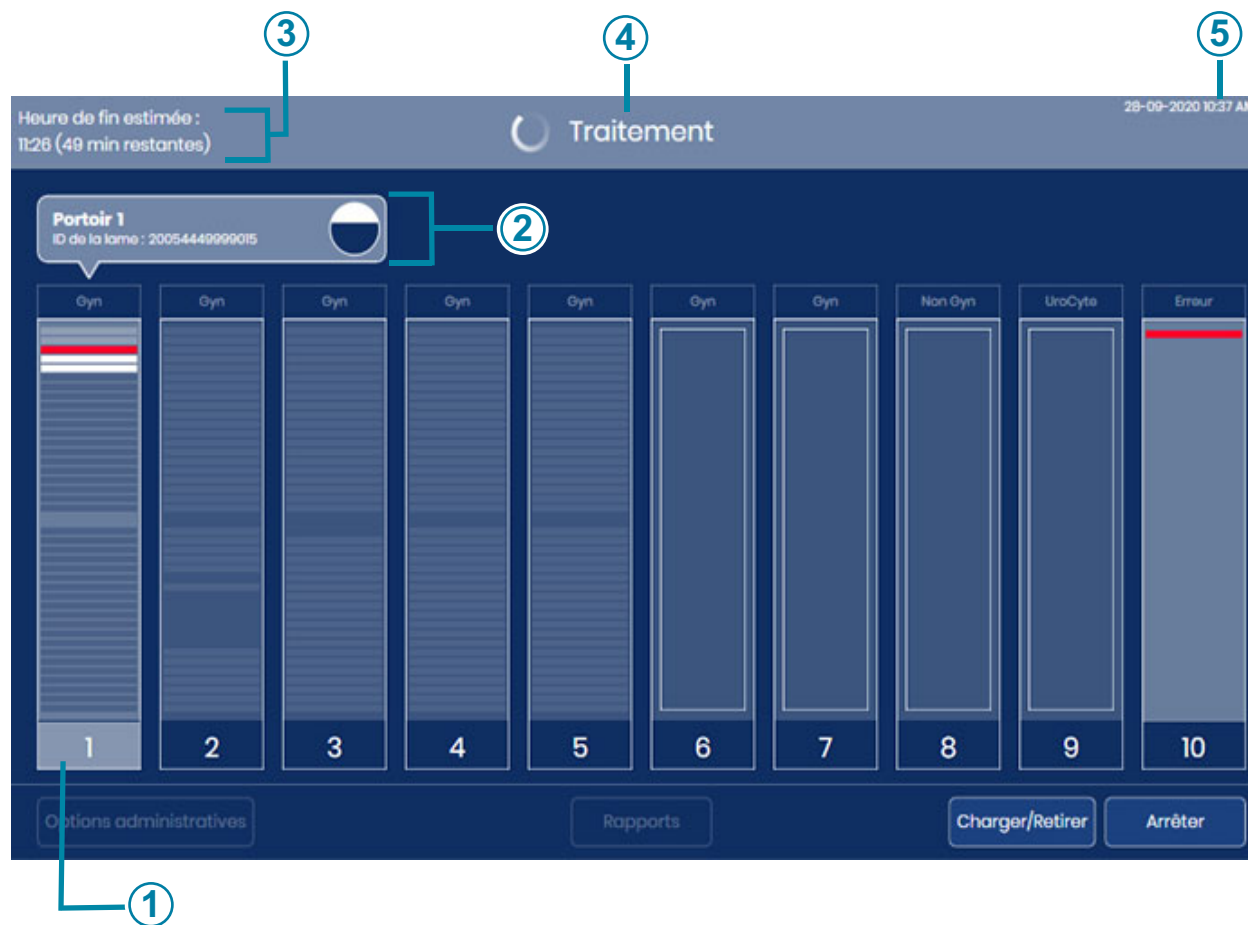 3
4
5
Heure de fin estimée :
11:26 (49 min restantes)
Traitement
28-09-2020 10:37 AM
Portoir 1
ID de la lame : 20054449999015
2
Gyn Gyn Gyn Gyn Gyn Gyn Gyn Non Gyn UroCyte Erreur
1 2 3 4 5 6 7 8 9 10
Options administratives Rapports Charger/Retirer Arrêter
1